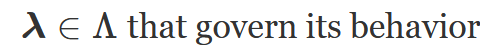 𝝀 ∈ Λ that govern its behavior